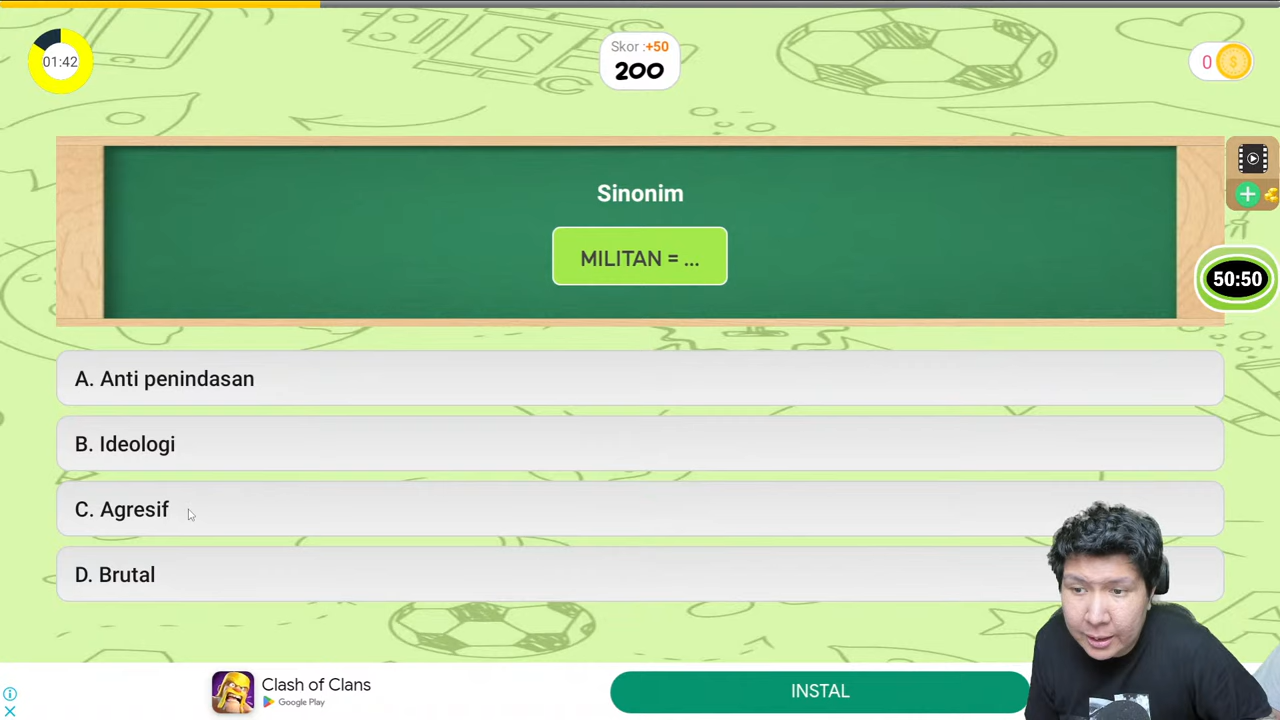 01:42
Skor :+50
200
0
Sinonim
MILITAN = ...
50:50
A. Anti penindasan
B. Ideologi
C. Agresif
D. Brutal
Clash of Clans
Google Play
INSTAL